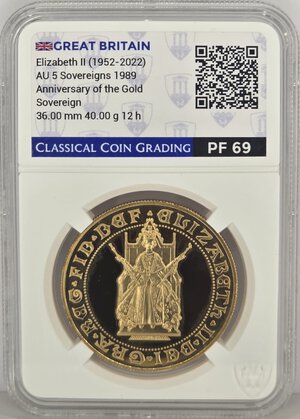 GREAT BRITAIN
Elizabeth II (1952-2022)
AU 5 Sovereigns 1989
Anniversary of the Gold
Sovereign
36.00 mm 40.00 g 12 h
CLASSICAL COIN GRADING PF 69
ELIZABETH·II·DEI·GRA·REG·FID·DEF